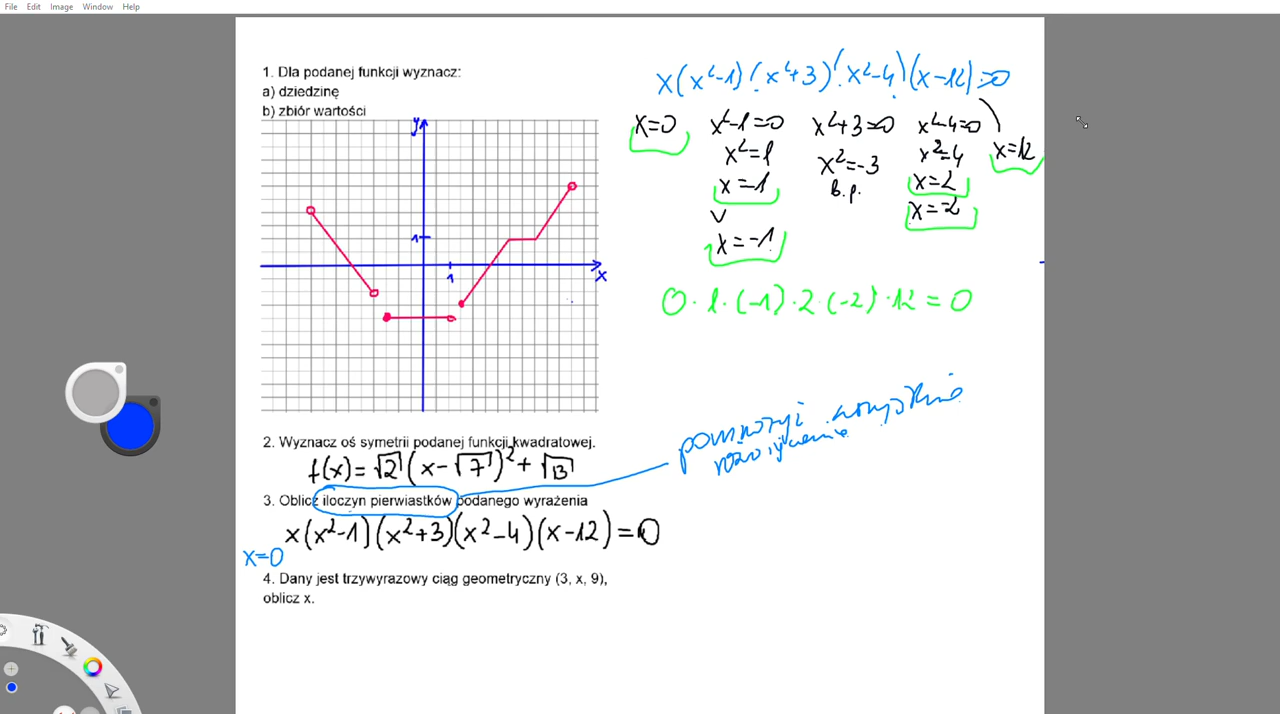 File Edit Image Window Help
1. Dla podanej funkcji wyznacz:
a) dziedzinę
b) zbiór wartości
y
1
1
x
x(x²-1)(x²+3)(x²-4)(x-12)=0
x=0 x²-1=0 x²+3=0 x²-4=0
x²=1 x²=-3 x²=4 x=12
x=1 b.p. x=2
v x=-2
x=-1
0·1·(-1)·2·(-2)·12=0
pomnożyć wszystkie
rozwiązania
2. Wyznacz oś symetrii podanej funkcji kwadratowej.
f(x)=√2(x-√7)²+√13
3. Oblicz iloczyn pierwiastków podanego wyrażenia
x(x²-1)(x²+3)(x²-4)(x-12)=0
x=0
4. Dany jest trzywyrazowy ciąg geometryczny (3, x, 9),
oblicz x.